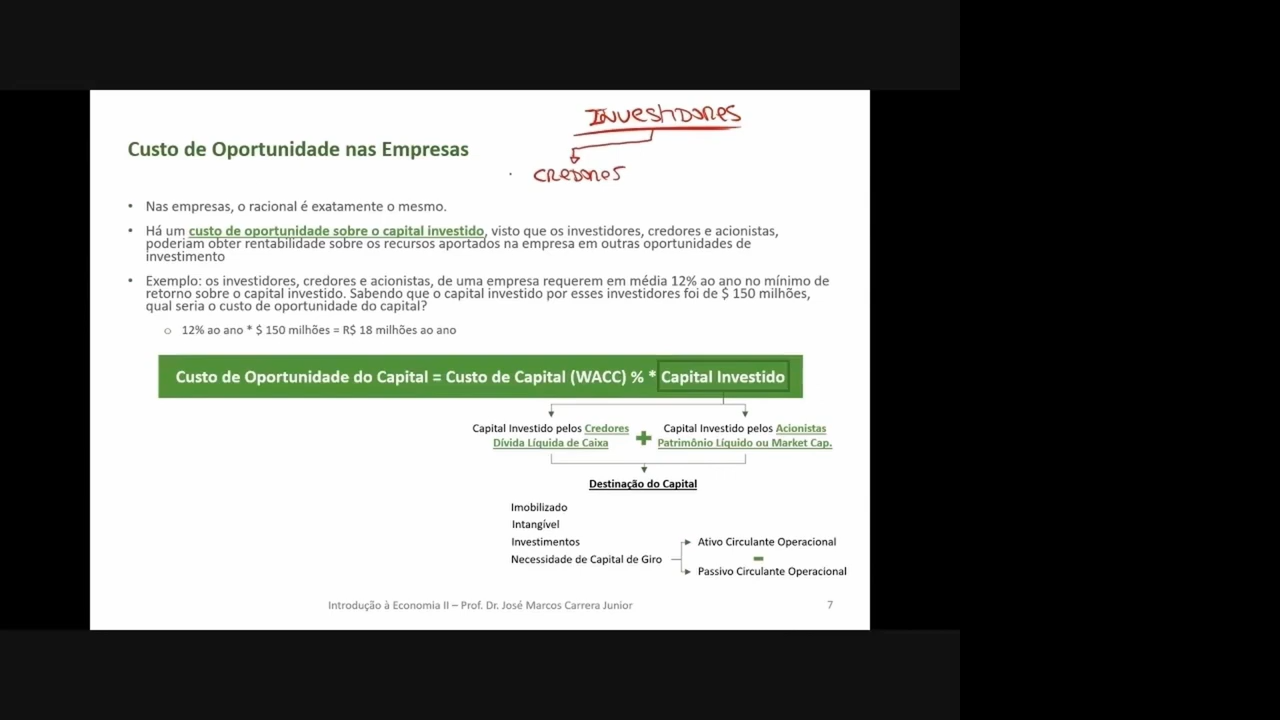 INVESTIDORES
Custo de Oportunidade nas Empresas
CREDORES
• Nas empresas, o racional é exatamente o mesmo.
• Há um custo de oportunidade sobre o capital investido, visto que os investidores, credores e acionistas,
poderiam obter rentabilidade sobre os recursos aportados na empresa em outras oportunidades de
investimento
• Exemplo: os investidores, credores e acionistas, de uma empresa requerem em média 12% ao ano no mínimo de
retorno sobre o capital investido. Sabendo que o capital investido por esses investidores foi de $ 150 milhões,
qual seria o custo de oportunidade do capital?
o 12% ao ano * $ 150 milhões = R$ 18 milhões ao ano
Custo de Oportunidade do Capital = Custo de Capital (WACC) % * Capital Investido
Capital Investido pelos Credores
Dívida Líquida de Caixa
+
Capital Investido pelos Acionistas
Patrimônio Líquido ou Market Cap.
Destinação do Capital
Imobilizado
Intangível
Investimentos
Necessidade de Capital de Giro
Ativo Circulante Operacional
-
Passivo Circulante Operacional
Introdução à Economia II – Prof. Dr. José Marcos Carrera Junior
7